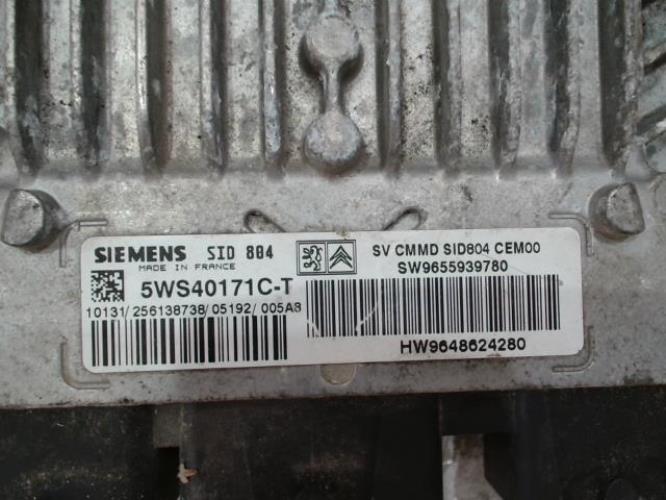 SIEMENS SID 804
MADE IN FRANCE
5WS40171C-T
10131/256138738/05192/005A8
SV CMMD SID804 CEM00
SW9655939780
HW9648624280